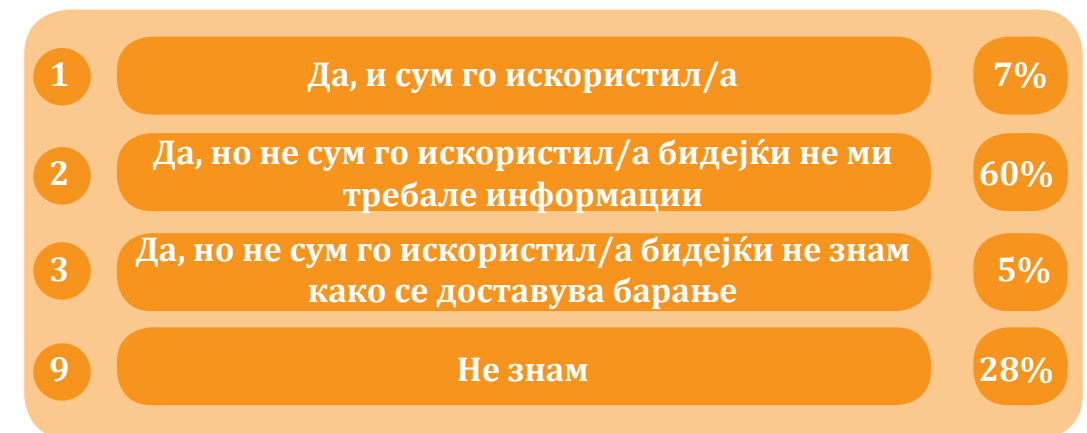 1 Да, и сум го искористил/а 7%
2 Да, но не сум го искористил/а бидејќи не ми
требале информации 60%
3 Да, но не сум го искористил/а бидејќи не знам
како се доставува барање 5%
9 Не знам 28%